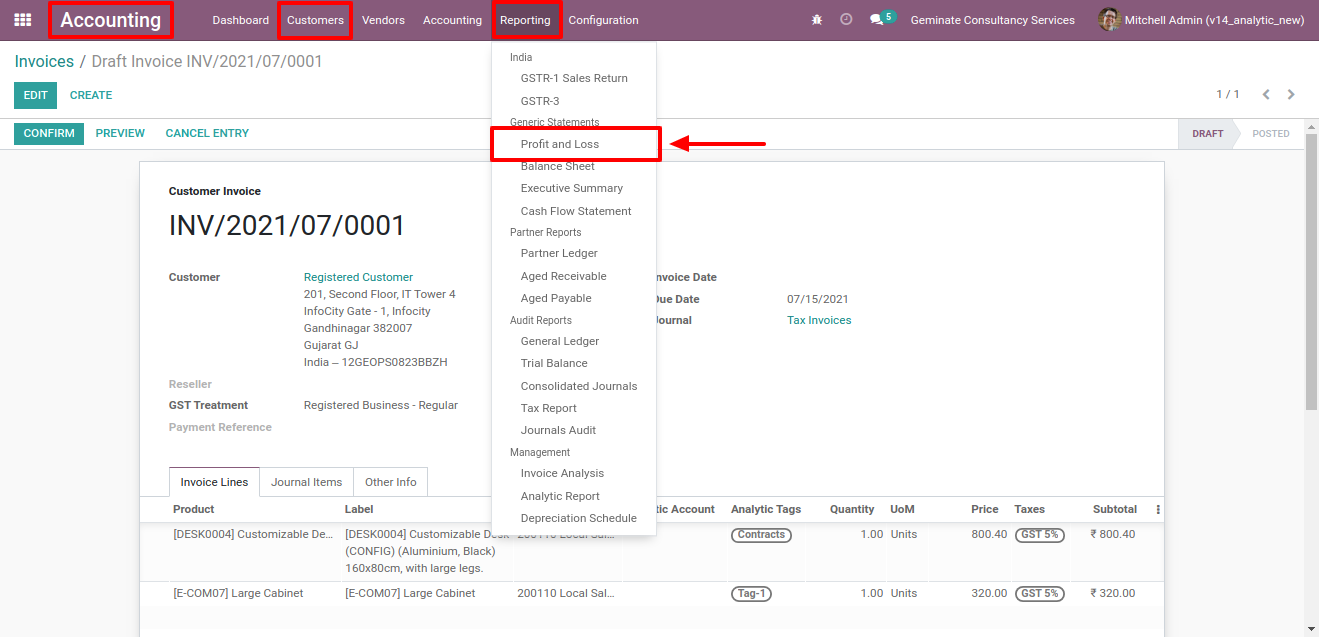 Accounting Dashboard Customers Vendors Accounting Reporting Configuration 5 Geminate Consultancy Services Mitchell Admin (v14_analytic_new)
Invoices / Draft Invoice INV/2021/07/0001
EDIT CREATE 1 / 1
CONFIRM PREVIEW CANCEL ENTRY DRAFT POSTED
India
GSTR-1 Sales Return
GSTR-3
Generic Statements
Profit and Loss
Balance Sheet
Executive Summary
Cash Flow Statement
Partner Reports
Partner Ledger
Aged Receivable
Aged Payable
Audit Reports
General Ledger
Trial Balance
Consolidated Journals
Tax Report
Journals Audit
Management
Invoice Analysis
Analytic Report
Depreciation Schedule
Customer Invoice
INV/2021/07/0001
Customer Registered Customer
201, Second Floor, IT Tower 4
InfoCity Gate - 1, Infocity
Gandhinagar 382007
Gujarat GJ
India – 12GEOPS0823BBZH
Reseller
GST Treatment Registered Business - Regular
Payment Reference
nvoice Date
Due Date 07/15/2021
Journal Tax Invoices
Invoice Lines Journal Items Other Info
Product Label tic Account Analytic Tags Quantity UoM Price Taxes Subtotal
[DESK0004] Customizable De... [DESK0004] Customizable Desk 200110 Local Sal... Contracts 1.00 Units 800.40 GST 5% ₹ 800.40
(CONFIG) (Aluminium, Black)
160x80cm, with large legs.
[E-COM07] Large Cabinet [E-COM07] Large Cabinet 200110 Local Sal... Tag-1 1.00 Units 320.00 GST 5% ₹ 320.00